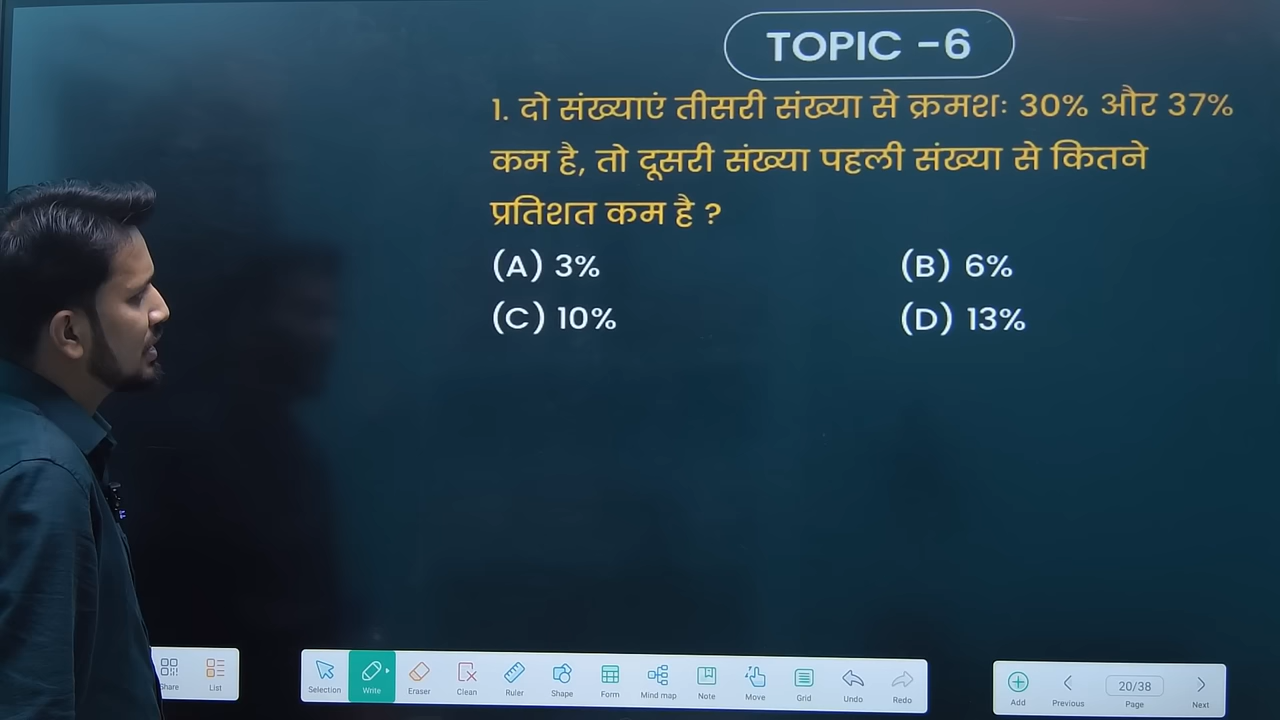 TOPIC -6
1. दो संख्याएं तीसरी संख्या से क्रमशः 30% और 37%
कम है, तो दूसरी संख्या पहली संख्या से कितने
प्रतिशत कम है ?
(A) 3% (B) 6%
(C) 10% (D) 13%
Share List Selection Write Eraser Clean Ruler Shape Form Mind map Note Move Grid Undo Redo Add Previous 20/38 Page Next